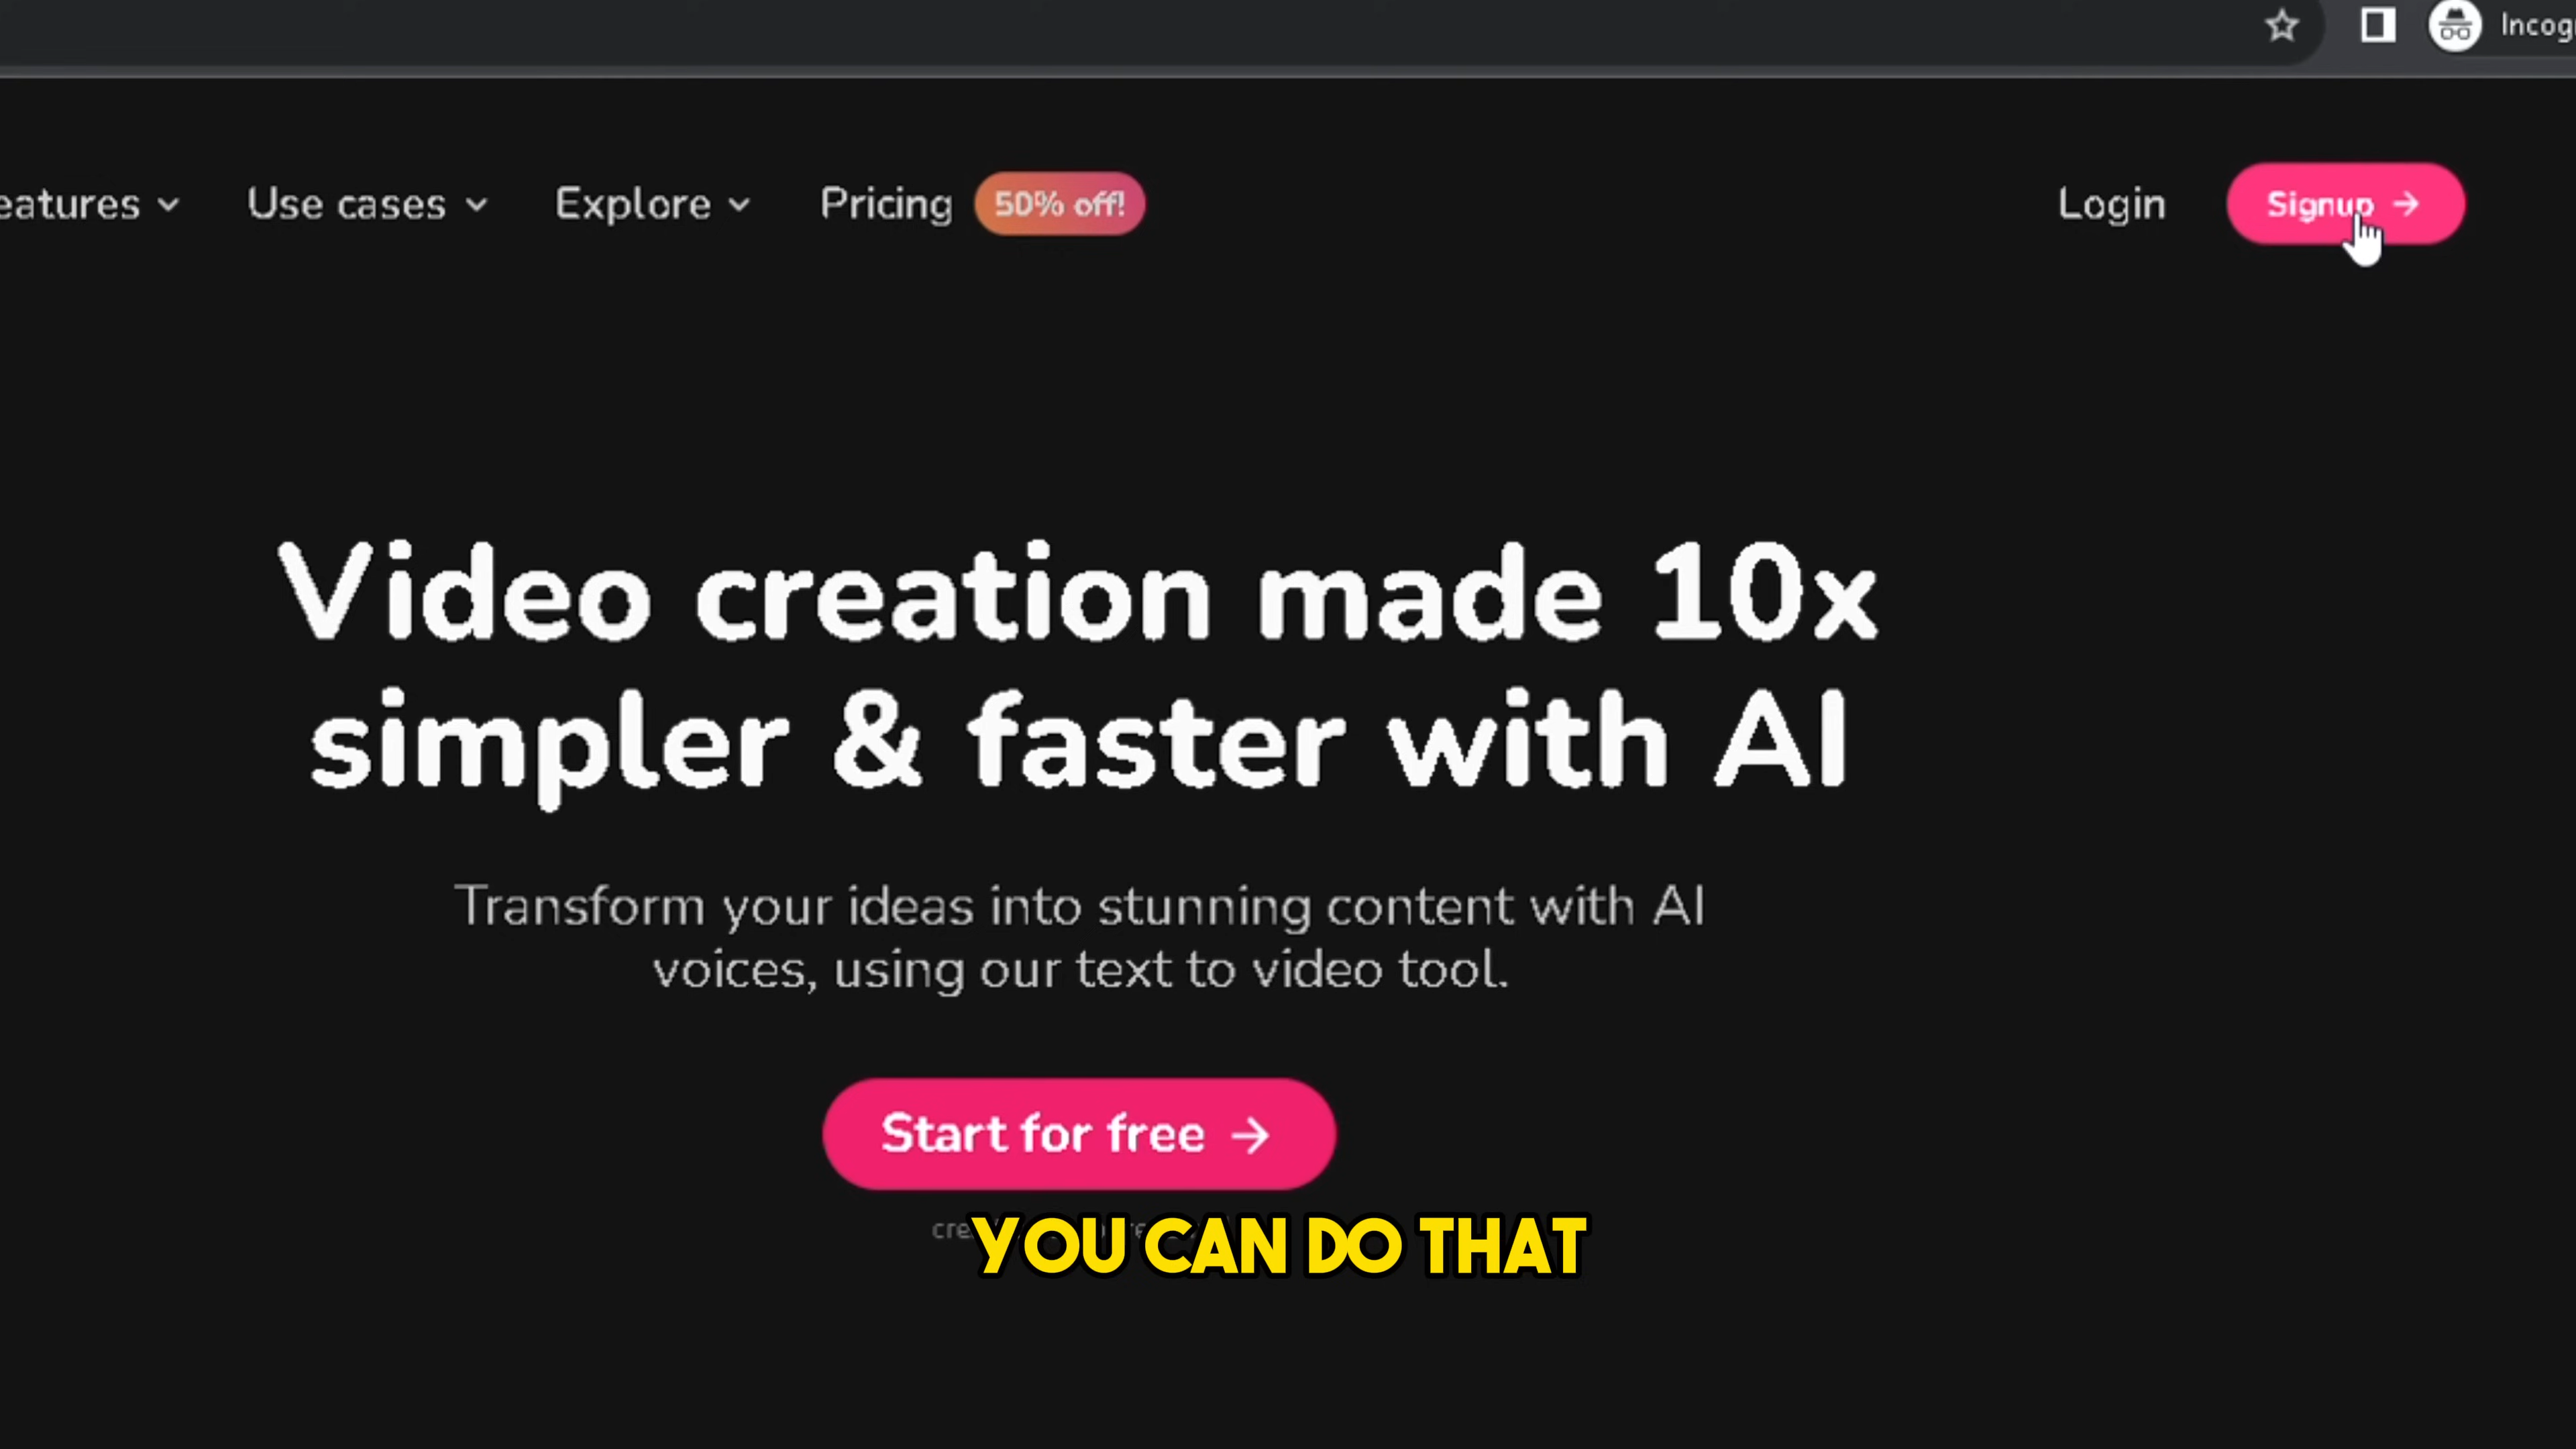 Use cases
Explore
Pricing
50% off!
Login
Signup →
Video creation made 10x
simpler & faster with AI
Transform your ideas into stunning content with AI
voices, using our text to video tool.
Start for free →
YOU CAN DO THAT